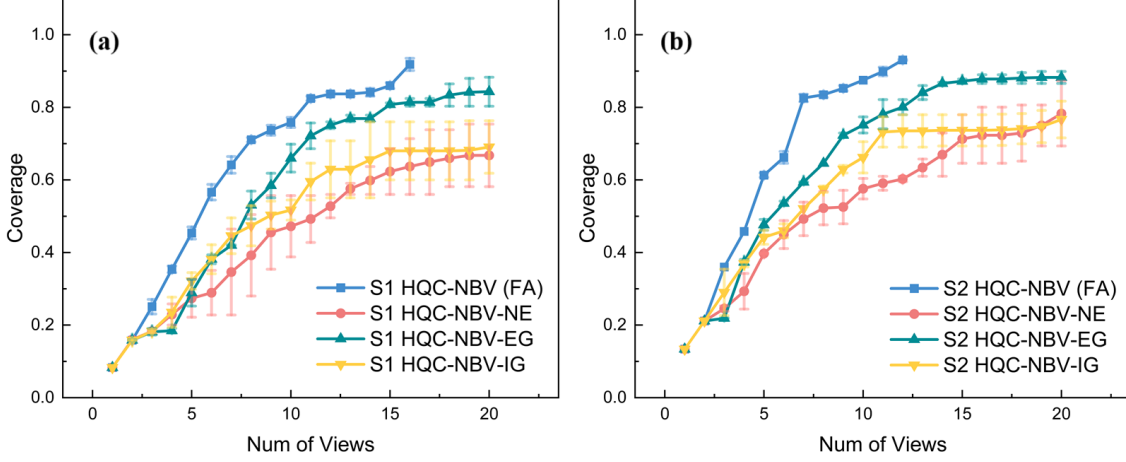 (a)
1.0
0.8
0.6
0.4
0.2
0.0
Coverage
0 5 10 15 20
Num of Views
S1 HQC-NBV (FA)
S1 HQC-NBV-NE
S1 HQC-NBV-EG
S1 HQC-NBV-IG
(b)
1.0
0.8
0.6
0.4
0.2
0.0
Coverage
0 5 10 15 20
Num of Views
S2 HQC-NBV (FA)
S2 HQC-NBV-NE
S2 HQC-NBV-EG
S2 HQC-NBV-IG